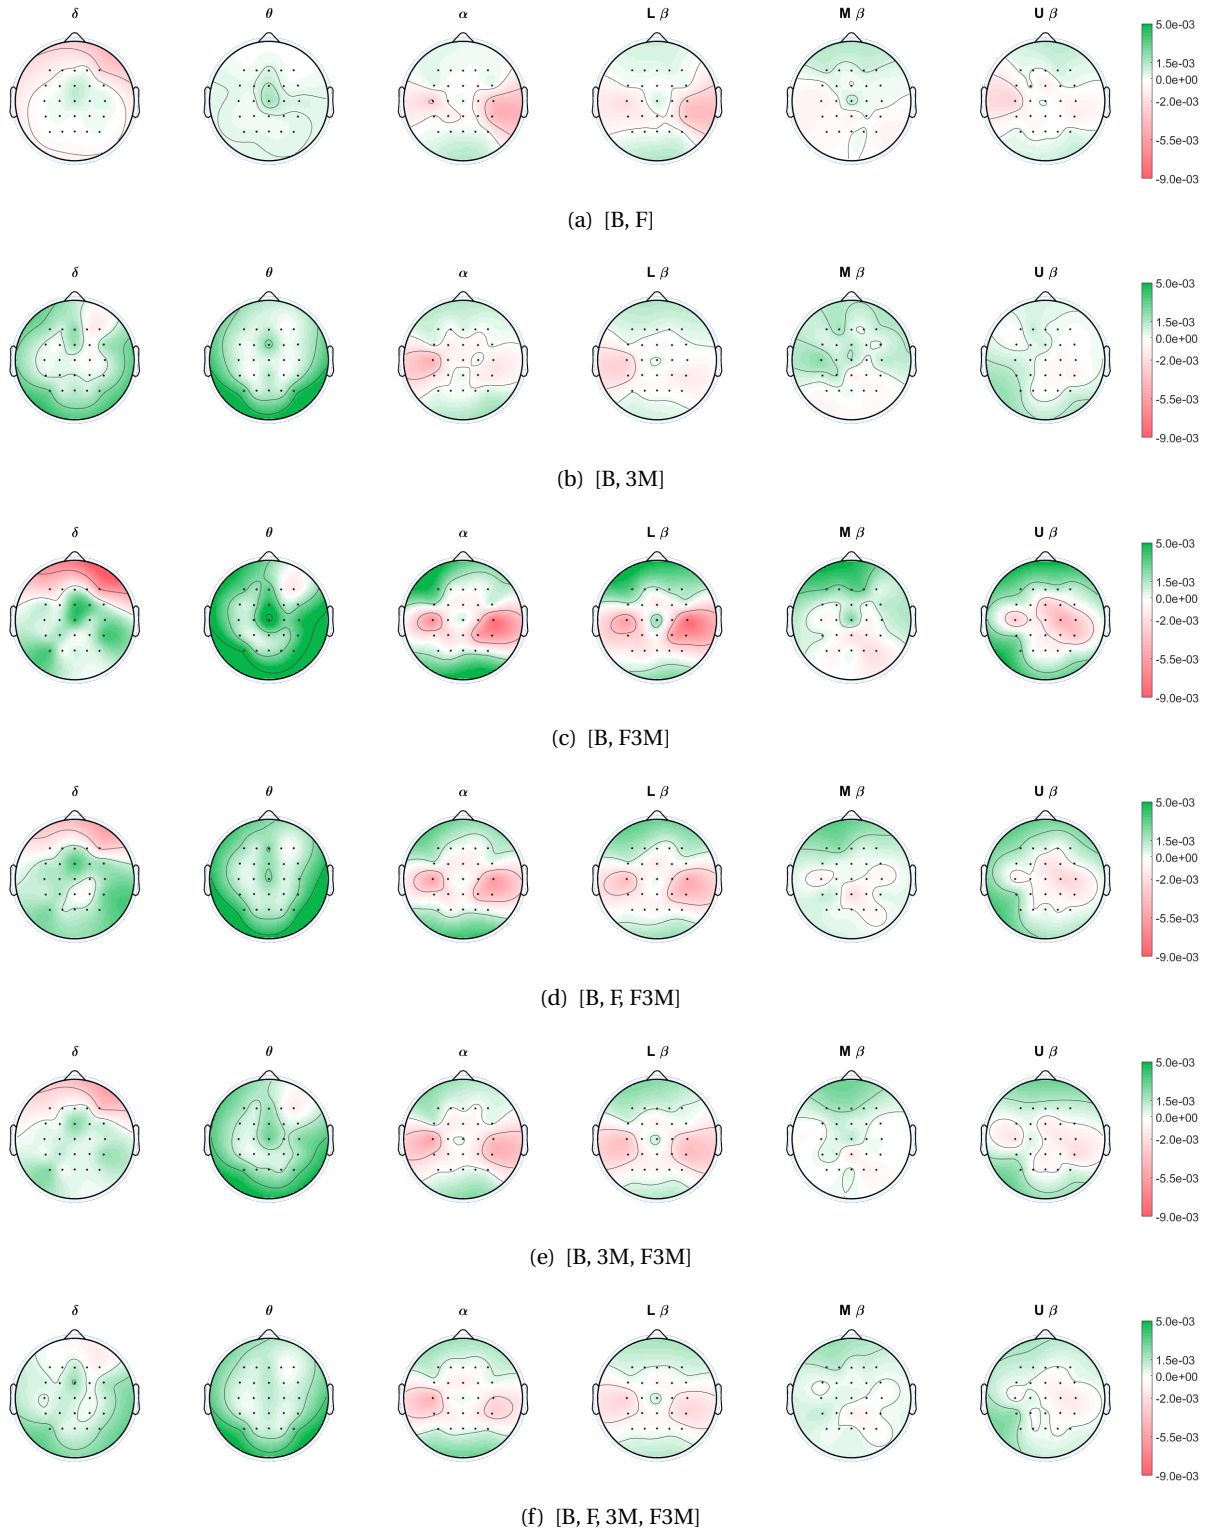 δ θ α L β M β U β
5.0e-03
1.5e-03
0.0e+00
-2.0e-03
-5.5e-03
-9.0e-03
(a) [B, F]
δ θ α L β M β U β
5.0e-03
1.5e-03
0.0e+00
-2.0e-03
-5.5e-03
-9.0e-03
(b) [B, 3M]
δ θ α L β M β U β
5.0e-03
1.5e-03
0.0e+00
-2.0e-03
-5.5e-03
-9.0e-03
(c) [B, F3M]
δ θ α L β M β U β
5.0e-03
1.5e-03
0.0e+00
-2.0e-03
-5.5e-03
-9.0e-03
(d) [B, F, F3M]
δ θ α L β M β U β
5.0e-03
1.5e-03
0.0e+00
-2.0e-03
-5.5e-03
-9.0e-03
(e) [B, 3M, F3M]
δ θ α L β M β U β
5.0e-03
1.5e-03
0.0e+00
-2.0e-03
-5.5e-03
-9.0e-03
(f) [B, F, 3M, F3M]